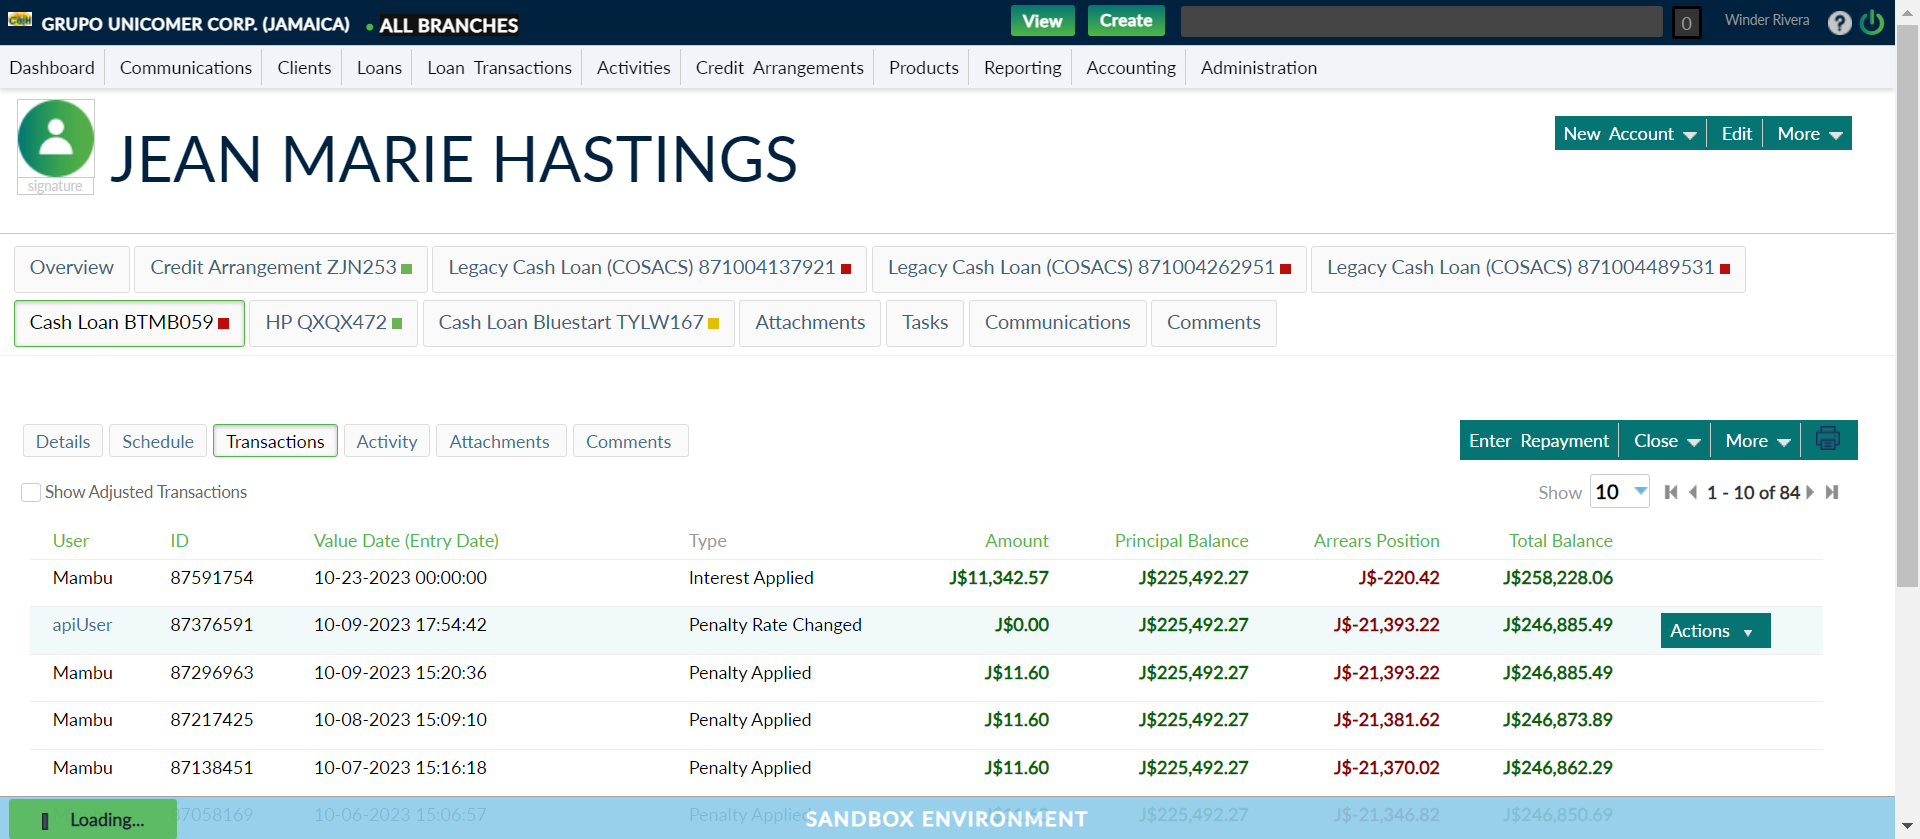 GRUPO UNICOMER CORP. (JAMAICA) • ALL BRANCHES View Create 0 Winder Rivera ?
Dashboard Communications Clients Loans Loan Transactions Activities Credit Arrangements Products Reporting Accounting Administration
signature
JEAN MARIE HASTINGS
New Account Edit More
Overview Credit Arrangement ZJN253 Legacy Cash Loan (COSACS) 871004137921 Legacy Cash Loan (COSACS) 871004262951 Legacy Cash Loan (COSACS) 871004489531
Cash Loan BTMB059 HP QXQX472 Cash Loan Bluestart TYLW167 Attachments Tasks Communications Comments
Details Schedule Transactions Activity Attachments Comments Enter Repayment Close More
Show Adjusted Transactions Show 10 1 - 10 of 84
User ID Value Date (Entry Date) Type Amount Principal Balance Arrears Position Total Balance
Mambu 87591754 10-23-2023 00:00:00 Interest Applied J$11,342.57 J$225,492.27 J$-220.42 J$258,228.06
apiUser 87376591 10-09-2023 17:54:42 Penalty Rate Changed J$0.00 J$225,492.27 J$-21,393.22 J$246,885.49 Actions
Mambu 87296963 10-09-2023 15:20:36 Penalty Applied J$11.60 J$225,492.27 J$-21,393.22 J$246,885.49
Mambu 87217425 10-08-2023 15:09:10 Penalty Applied J$11.60 J$225,492.27 J$-21,381.62 J$246,873.89
Mambu 87138451 10-07-2023 15:16:18 Penalty Applied J$11.60 J$225,492.27 J$-21,370.02 J$246,862.29
10-06-2023 15:06:57 Penalty Applied J$225,492.27 J$-21,346.82 J$246,850.69
Loading... SANDBOX ENVIRONMENT